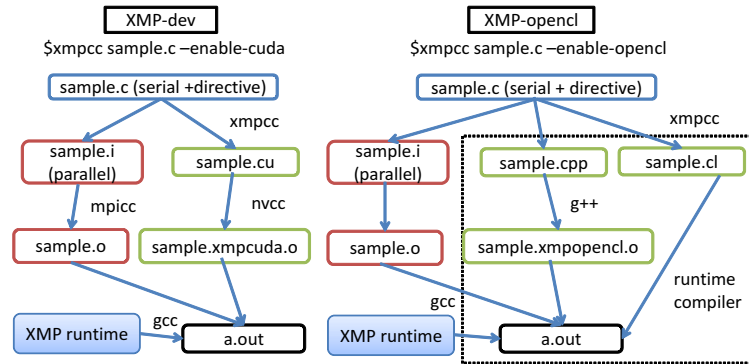 XMP-dev
$xmpcc sample.c –enable-cuda
sample.c (serial +directive)
xmpcc
sample.i
(parallel)
sample.cu
mpicc
nvcc
sample.o
sample.xmpcuda.o
gcc
XMP runtime
a.out
XMP-opencl
$xmpcc sample.c –enable-opencl
sample.c (serial + directive)
xmpcc
sample.i
(parallel)
sample.cpp
sample.cl
g++
sample.o
sample.xmpopencl.o
runtime
compiler
gcc
XMP runtime
a.out